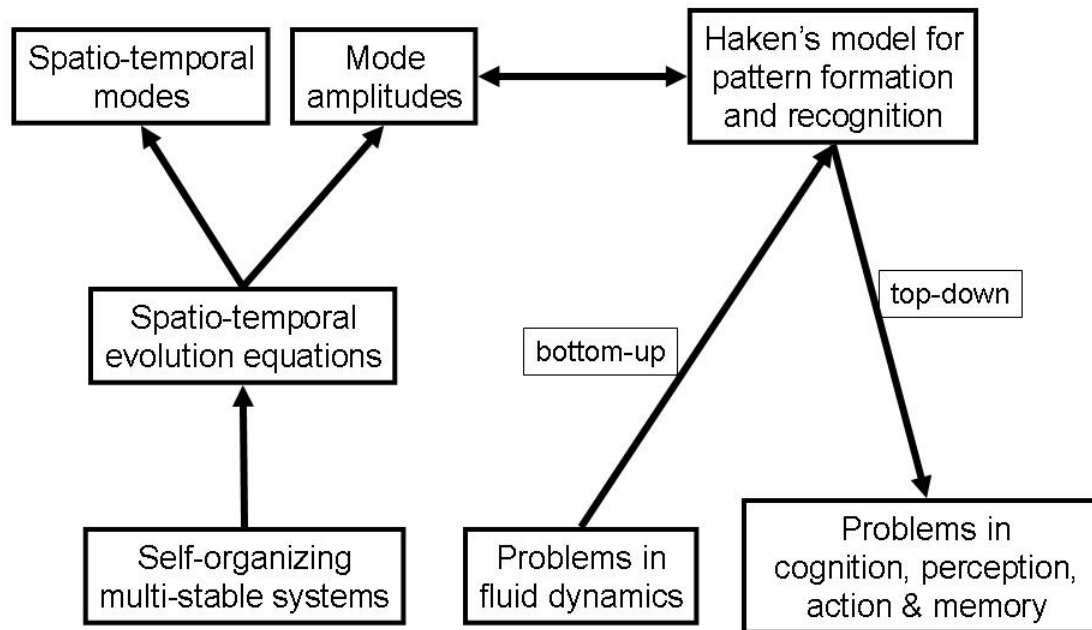 Spatio-temporal
modes
Mode
amplitudes
Haken's model for
pattern formation
and recognition
Spatio-temporal
evolution equations
bottom-up
top-down
Self-organizing
multi-stable systems
Problems in
fluid dynamics
Problems in
cognition, perception,
action & memory